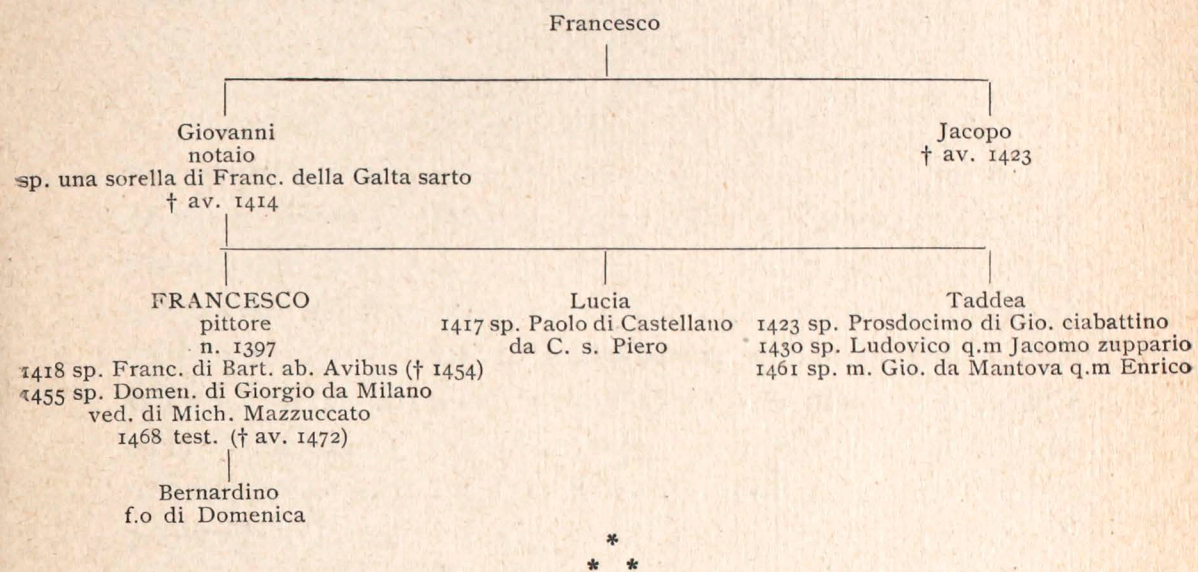 Francesco
Giovanni
notaio
sp. una sorella di Franc. della Galta sarto
† av. 1414
Jacopo
† av. 1423
FRANCESCO
pittore
n. 1397
1418 sp. Franc. di Bart. ab. Avibus († 1454)
1455 sp. Domen. di Giorgio da Milano
ved. di Mich. Mazzuccato
1468 test. († av. 1472)
Lucia
1417 sp. Paolo di Castellano
da C. s. Piero
Taddea
1423 sp. Prosdocimo di Gio. ciabattino
1430 sp. Ludovico q.m Jacomo zuppario
1461 sp. m. Gio. da Mantova q.m Enrico
Bernardino
f.o di Domenica
*
* *